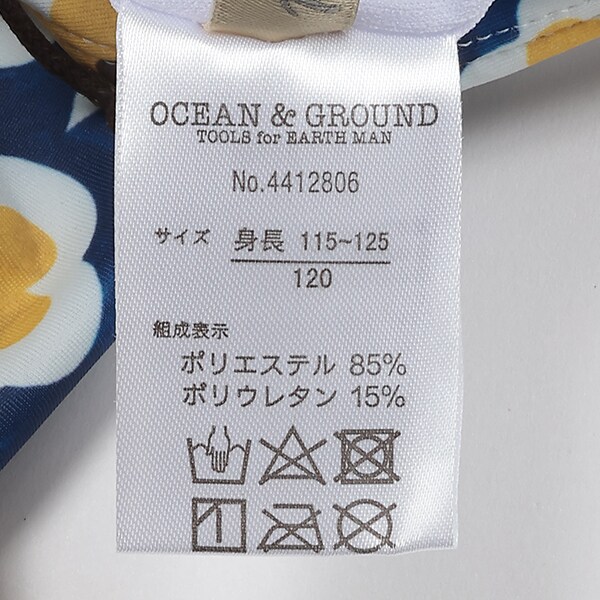 OCEAN & GROUND
TOOLS for EARTH MAN
No.4412806
サイズ 身長 115~125
120
組成表示
ポリエステル 85%
ポリウレタン 15%